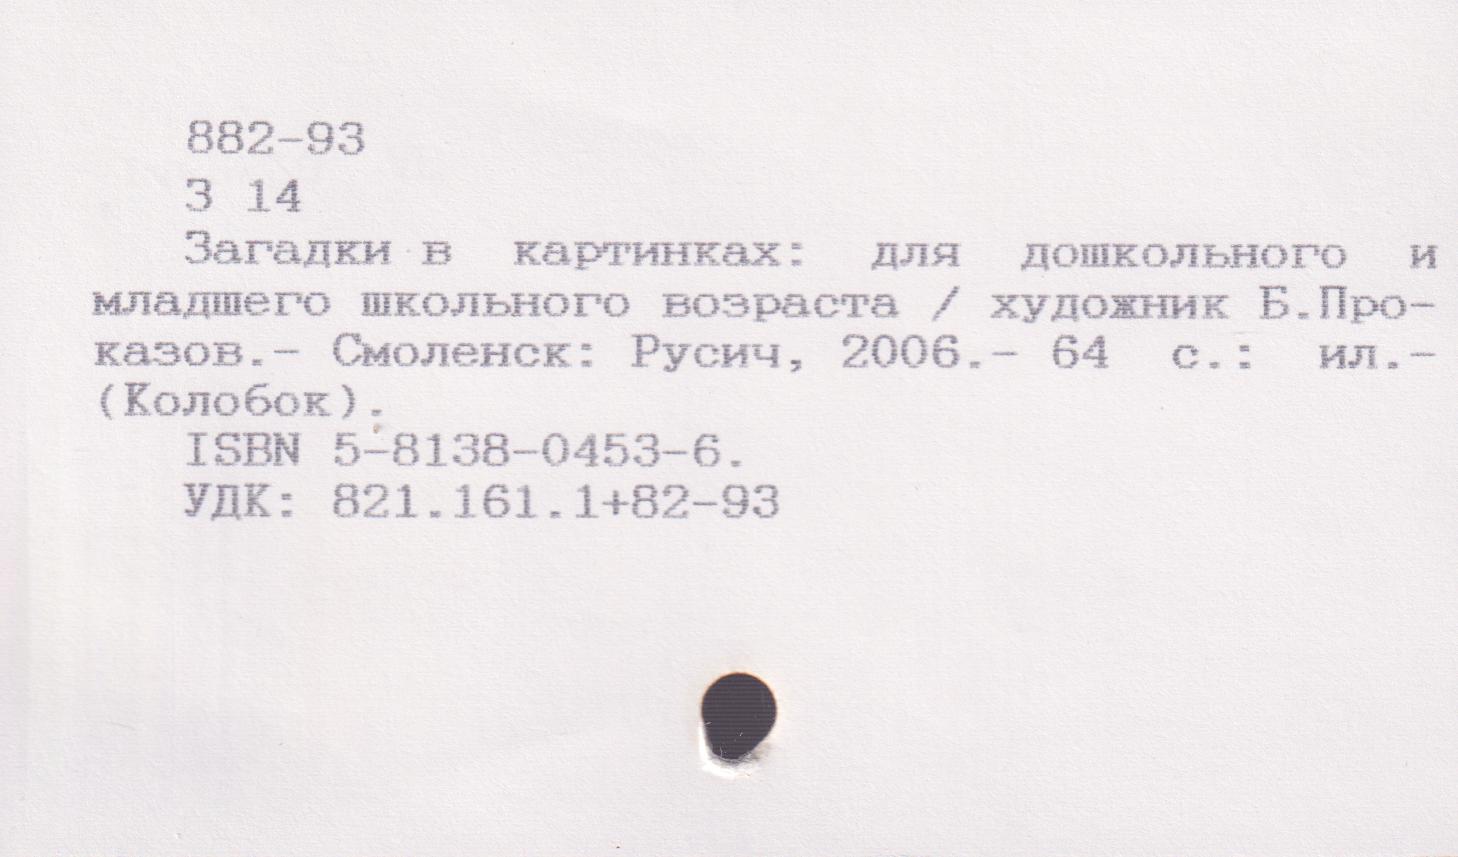 882-93
З 14
Загадки в картинках: для дошкольного и
младшего школьного возраста / художник Б.Про-
казов.- Смоленск: Русич, 2006.- 64 с.: ил.-
(Колобок).
ISBN 5-8138-0453-6.
УДК: 821.161.1+82-93